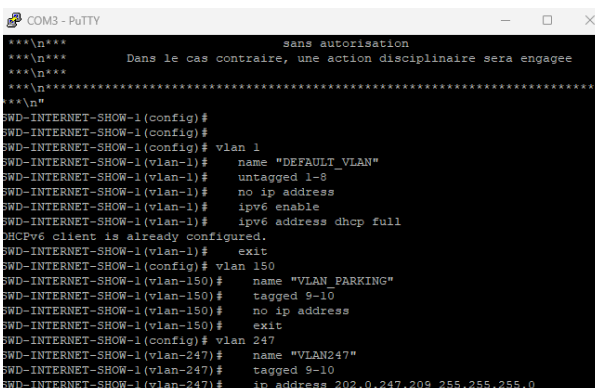 COM3 - PuTTY
***\n***                              sans autorisation
***\n***         Dans le cas contraire, une action disciplinaire sera engagee
***\n***
***\n***************************************************************************
***\n"
SWD-INTERNET-SHOW-1(config)#
SWD-INTERNET-SHOW-1(config)#
SWD-INTERNET-SHOW-1(config)# vlan 1
SWD-INTERNET-SHOW-1(vlan-1)#    name "DEFAULT_VLAN"
SWD-INTERNET-SHOW-1(vlan-1)#    untagged 1-8
SWD-INTERNET-SHOW-1(vlan-1)#    no ip address
SWD-INTERNET-SHOW-1(vlan-1)#    ipv6 enable
SWD-INTERNET-SHOW-1(vlan-1)#    ipv6 address dhcp full
DHCPv6 client is already configured.
SWD-INTERNET-SHOW-1(vlan-1)#    exit
SWD-INTERNET-SHOW-1(config)# vlan 150
SWD-INTERNET-SHOW-1(vlan-150)#    name "VLAN_PARKING"
SWD-INTERNET-SHOW-1(vlan-150)#    tagged 9-10
SWD-INTERNET-SHOW-1(vlan-150)#    no ip address
SWD-INTERNET-SHOW-1(vlan-150)#    exit
SWD-INTERNET-SHOW-1(config)# vlan 247
SWD-INTERNET-SHOW-1(vlan-247)#    name "VLAN247"
SWD-INTERNET-SHOW-1(vlan-247)#    tagged 9-10
SWD-INTERNET-SHOW-1(vlan-247)#    ip address 202.0.247.209 255.255.255.0